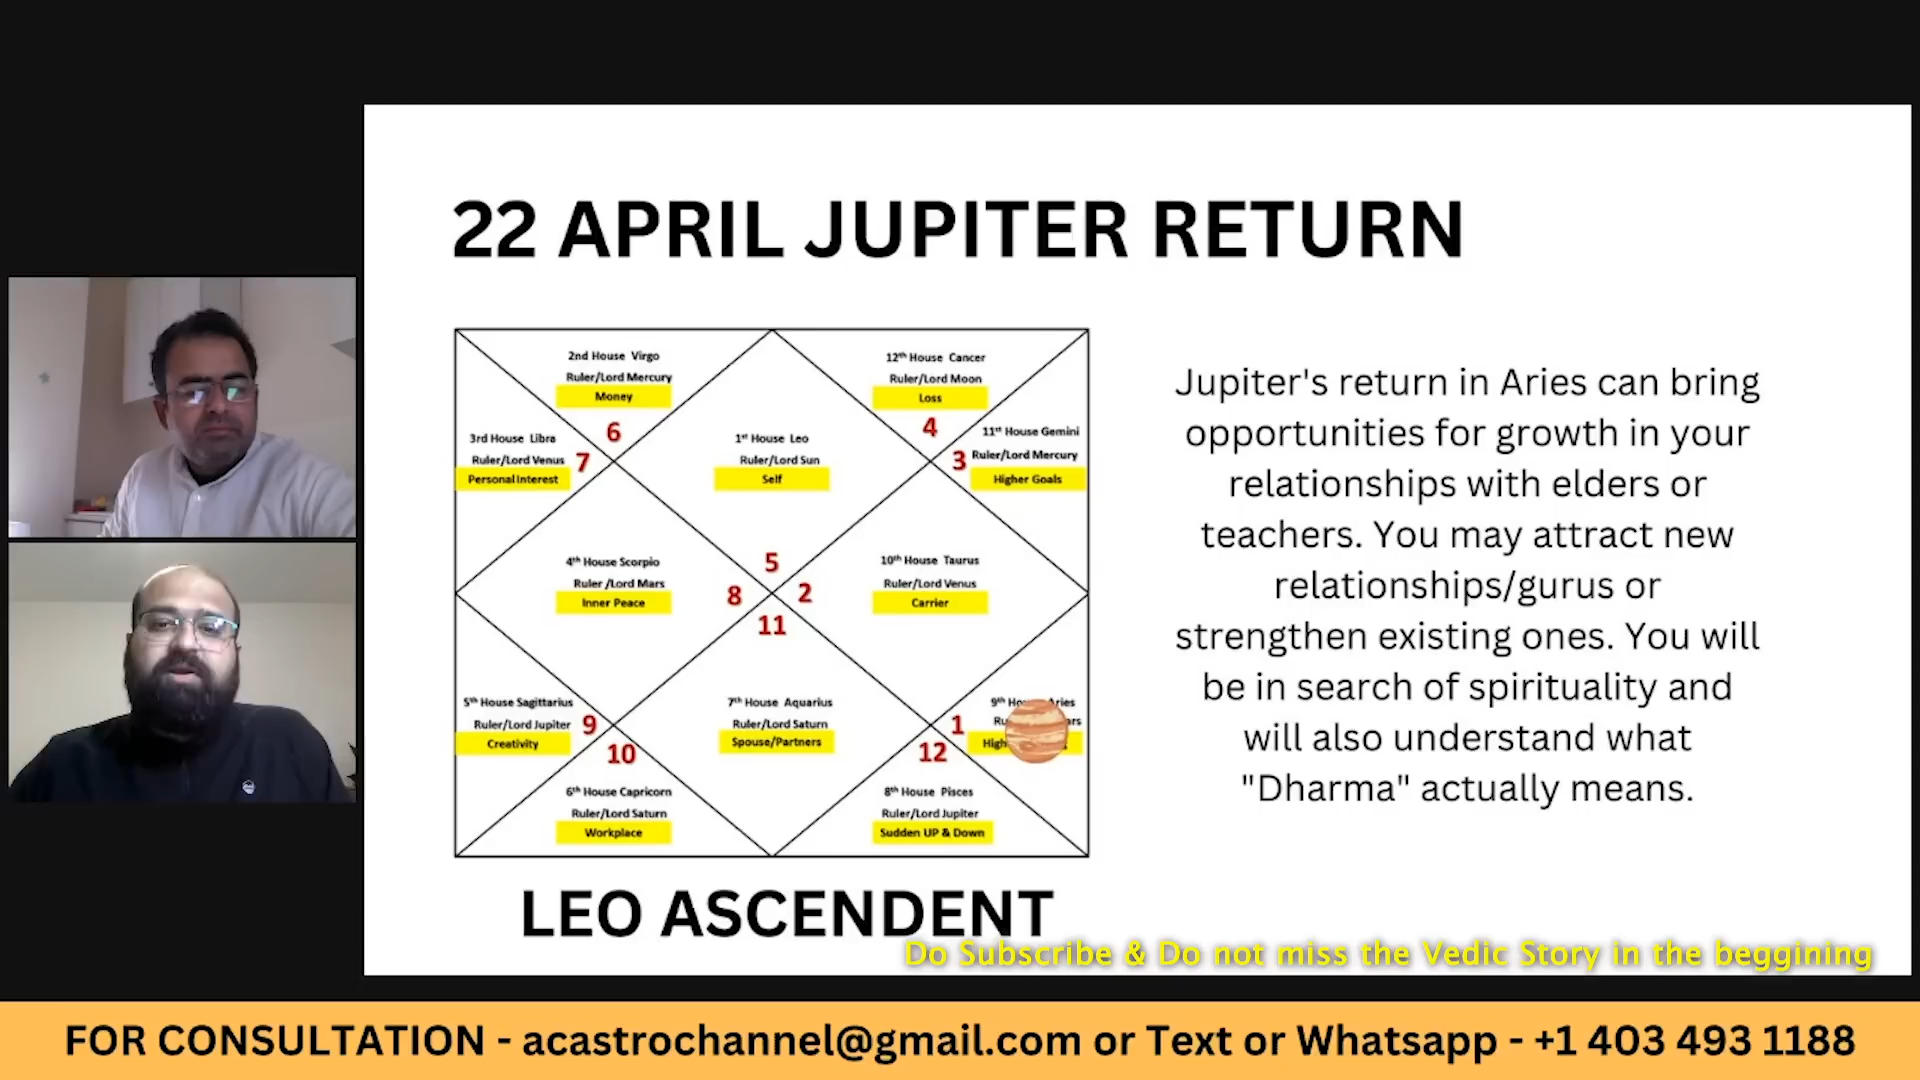 22 APRIL JUPITER RETURN
2nd House Virgo
Ruler/Lord Mercury
Money
6
12th House Cancer
Ruler/Lord Moon
Loss
4
3rd House Libra
Ruler/Lord Venus
Personal Interest
7
1st House Leo
Ruler/Lord Sun
Self
11st House Gemini
Ruler/Lord Mercury
Higher Goals
3
5
8
2
11
4th House Scorpio
Ruler /Lord Mars
Inner Peace
10th House Taurus
Ruler/Lord Venus
Carrier
5th House Sagittarius
Ruler/Lord Jupiter
Creativity
9
10
7th House Aquarius
Ruler/Lord Saturn
Spouse/Partners
9th Aries
1
12
6th House Capricorn
Ruler/Lord Saturn
Workplace
8th House Pisces
Ruler/Lord Jupiter
Sudden UP & Down
LEO ASCENDENT
Jupiter's return in Aries can bring
opportunities for growth in your
relationships with elders or
teachers. You may attract new
relationships/gurus or
strengthen existing ones. You will
be in search of spirituality and
will also understand what
"Dharma" actually means.
Do Subscribe & Do not miss the Vedic Story in the beggining
FOR CONSULTATION - acastrochannel@gmail.com or Text or Whatsapp - +1 403 493 1188